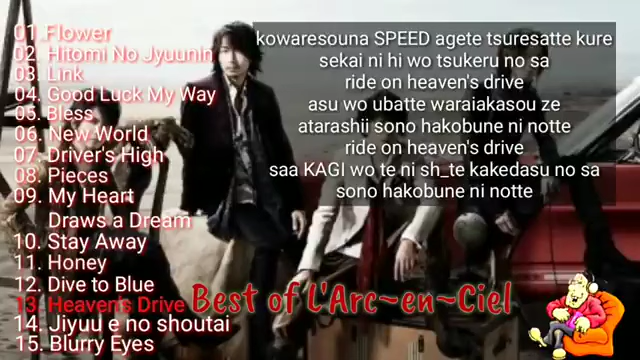 01.Flower
02. Hitomi No Jyuunin
03. Link
04. Good Luck My Way
05. Bless
06. New World
07. Driver's High
08. Pieces
09. My Heart
Draws a Dream
10. Stay Away
11. Honey
12. Dive to Blue
13. Heaven's Drive
14. Jiyuu e no shoutai
15. Blurry Eyes
kowaresouna SPEED agete tsuresatte kure
sekai ni hi wo tsukeru no sa
ride on heaven's drive
asu wo ubatte waraiakasou ze
atarashii sono hakobune ni notte
ride on heaven's drive
saa KAGI wo te ni sh_te kakedasu no sa
sono hakobune ni notte
Best of L'Arc~en~Ciel